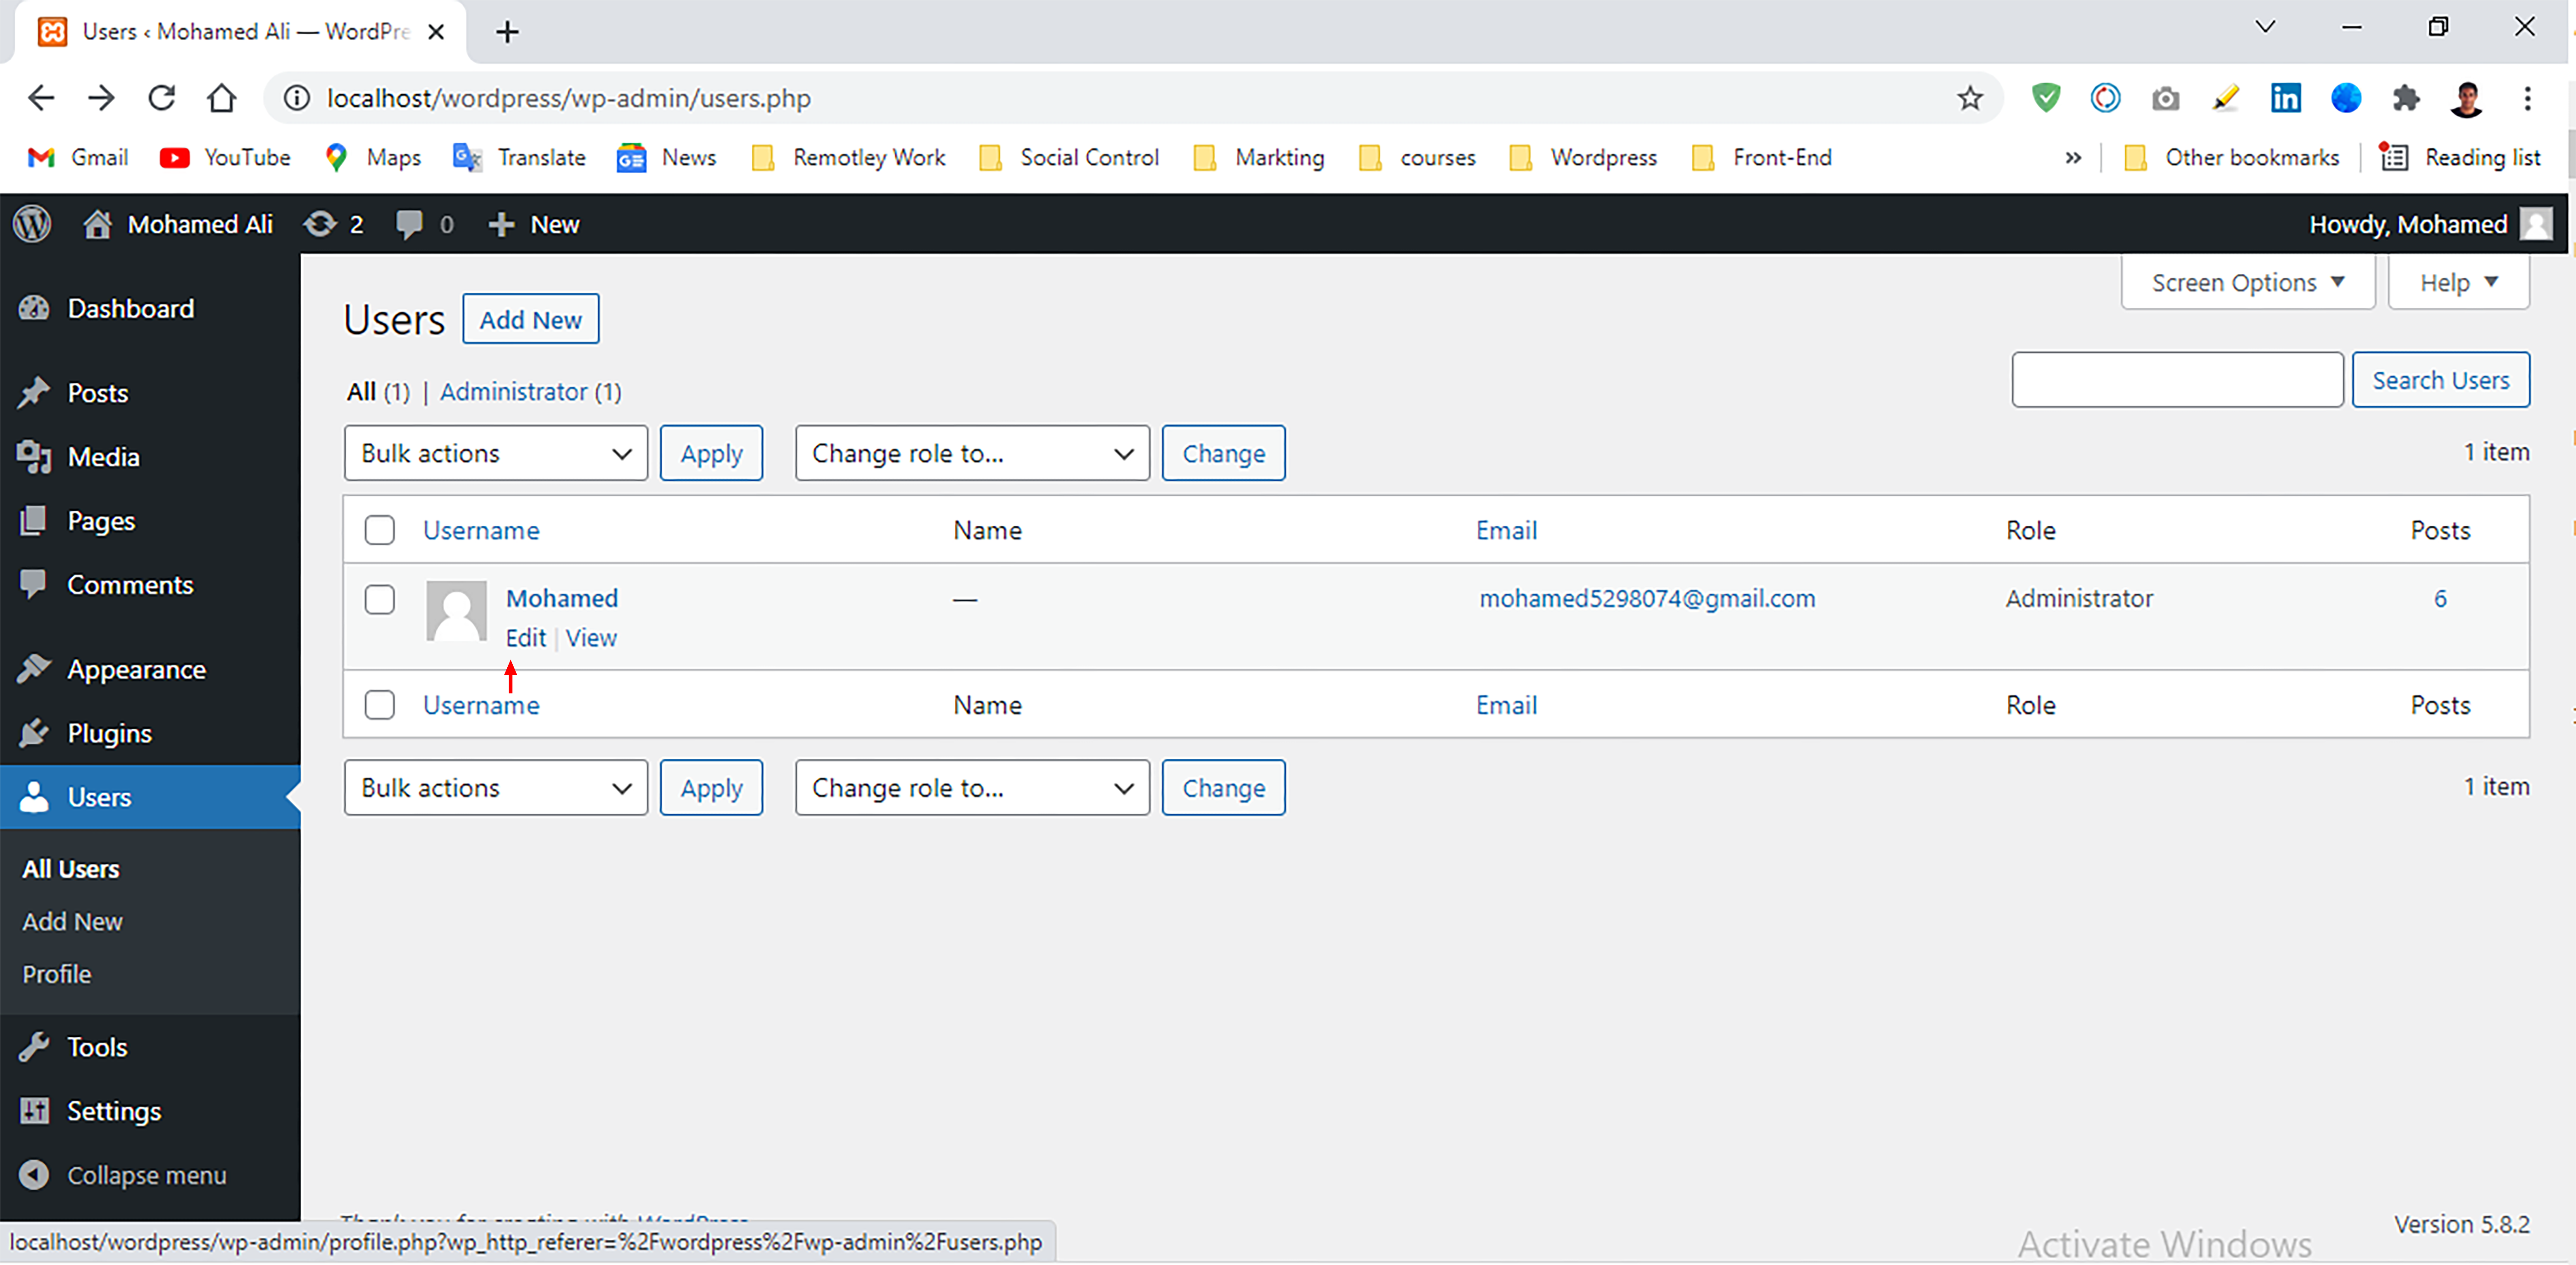 Users ‹ Mohamed Ali — WordPre
localhost/wordpress/wp-admin/users.php
Gmail YouTube Maps Translate News Remotley Work Social Control Markting courses Wordpress Front-End » Other bookmarks Reading list
Mohamed Ali 2 0 New Howdy, Mohamed
Screen Options Help
Dashboard
Posts
Media
Pages
Comments
Appearance
Plugins
Users
All Users
Add New
Profile
Tools
Settings
Collapse menu
Users Add New
All (1) | Administrator (1)
Search Users
Bulk actions Apply Change role to... Change 1 item
Username Name Email Role Posts
Mohamed — mohamed5298074@gmail.com Administrator 6
Edit | View
Username Name Email Role Posts
Bulk actions Apply Change role to... Change 1 item
Thank you for creating with WordPress
Version 5.8.2
localhost/wordpress/wp-admin/profile.php?wp_http_referer=%2Fwordpress%2Fwp-admin%2Fusers.php
Activate Windows